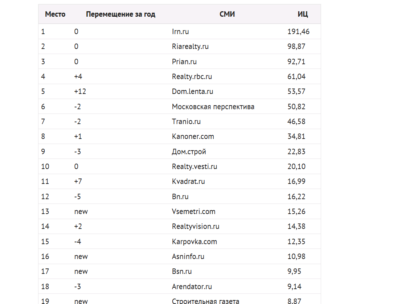 Место Перемещение за год СМИ ИЦ
1 0 Irn.ru 191,46
2 0 Riarealty.ru 98,87
3 0 Prian.ru 92,71
4 +4 Realty.rbc.ru 61,04
5 +12 Dom.lenta.ru 53,57
6 -2 Московская перспектива 50,82
7 -2 Tranio.ru 46,58
8 +1 Kanoner.com 34,81
9 -3 Дом.строй 22,83
10 0 Realty.vesti.ru 20,10
11 +7 Kvadrat.ru 16,99
12 -5 Bn.ru 16,22
13 new Vsemetri.com 15,26
14 +2 Realtyvision.ru 14,38
15 -4 Karpovka.com 12,35
16 new Asninfo.ru 10,98
17 new Bsn.ru 9,95
18 -3 Arendator.ru 9,14
19 new Строительная газета 8,87